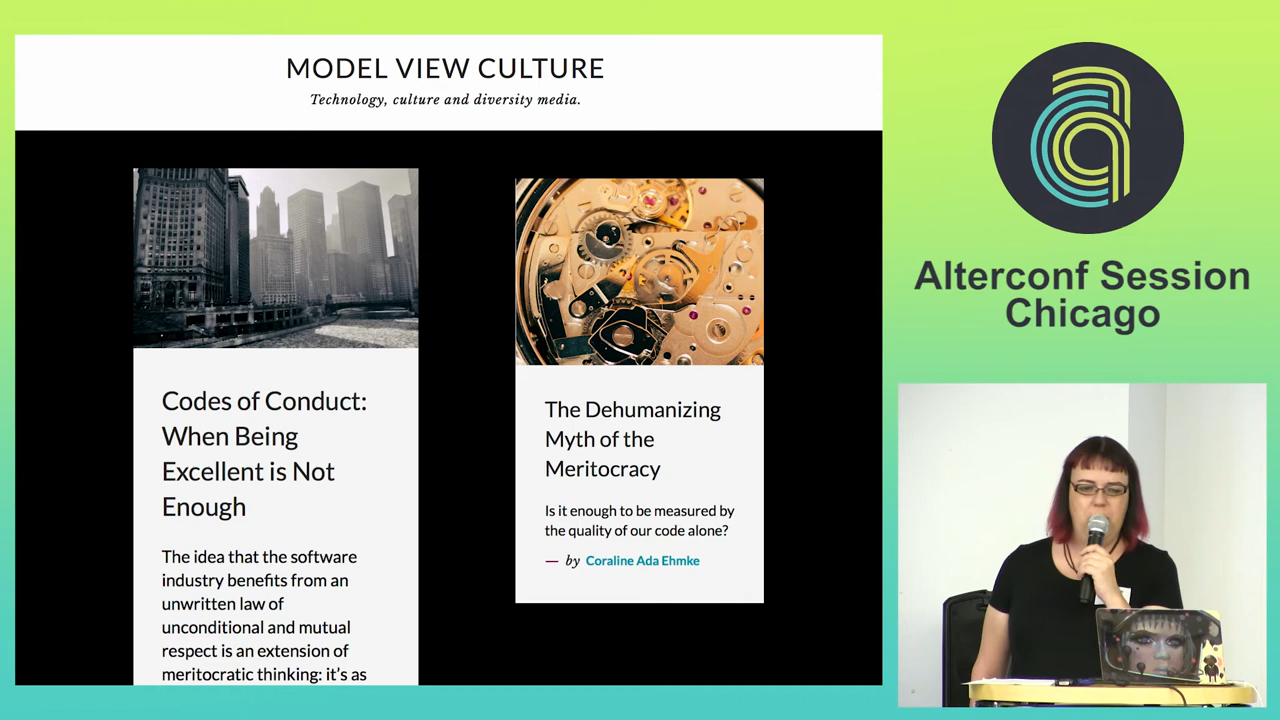 MODEL VIEW CULTURE
Technology, culture and diversity media.
Codes of Conduct:
When Being
Excellent is Not
Enough
The idea that the software
industry benefits from an
unwritten law of
unconditional and mutual
respect is an extension of
meritocratic thinking: it's as
The Dehumanizing
Myth of the
Meritocracy
Is it enough to be measured by
the quality of our code alone?
— by Coraline Ada Ehmke
Alterconf Session
Chicago